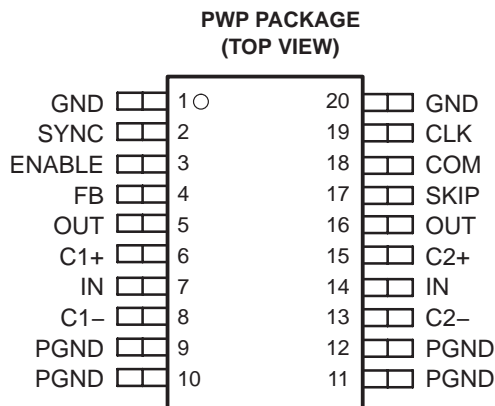 PWP PACKAGE
(TOP VIEW)
GND 1 20 GND
SYNC 2 19 CLK
ENABLE 3 18 COM
FB 4 17 SKIP
OUT 5 16 OUT
C1+ 6 15 C2+
IN 7 14 IN
C1– 8 13 C2–
PGND 9 12 PGND
PGND 10 11 PGND